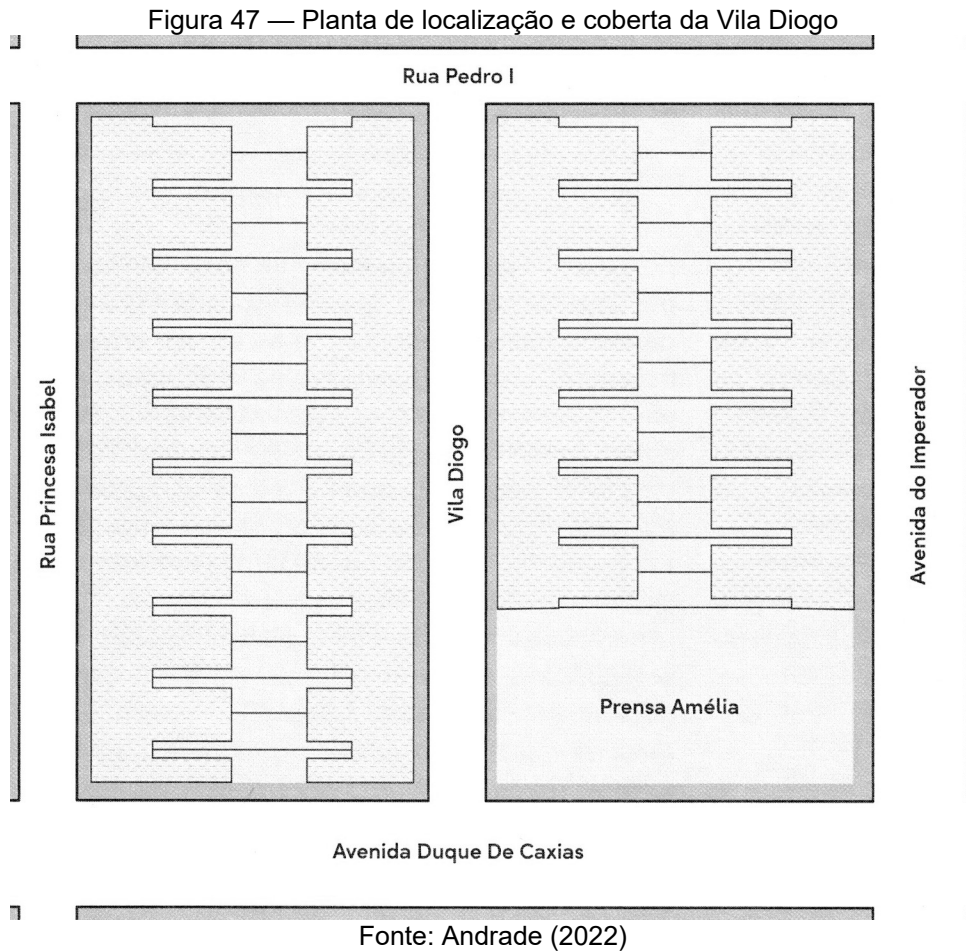 Figura 47 — Planta de localização e coberta da Vila Diogo
Rua Pedro I
Rua Princesa Isabel
Vila Diogo
Avenida do Imperador
Prensa Amélia
Avenida Duque De Caxias
Fonte: Andrade (2022)